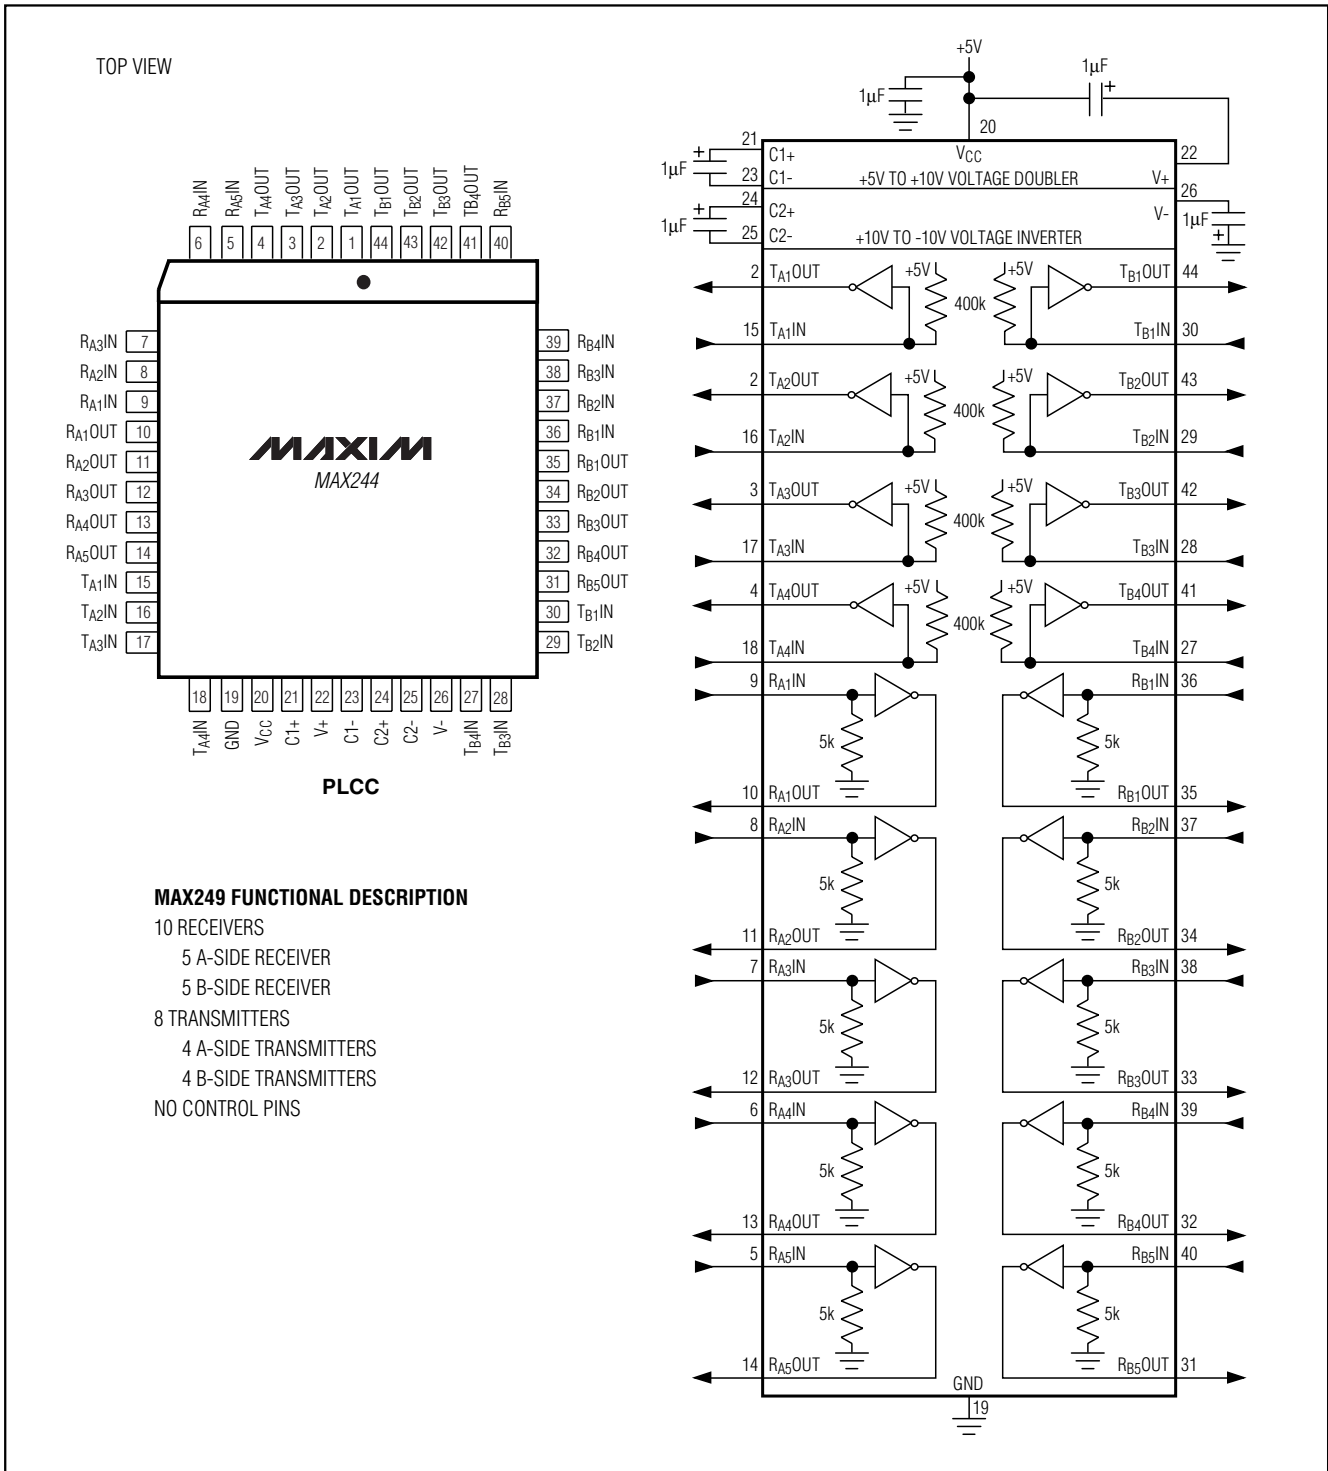 TOP VIEW
RA4IN
RA5IN
TA4OUT
TA3OUT
TA2OUT
TA1OUT
TB1OUT
TB2OUT
TB3OUT
TB4OUT
RB5IN
6 5 4 3 2 1 44 43 42 41 40
RA3IN 7
RA2IN 8
RA1IN 9
RA1OUT 10
RA2OUT 11
RA3OUT 12
RA4OUT 13
RA5OUT 14
TA1IN 15
TA2IN 16
TA3IN 17
MAXIM
MAX244
39 RB4IN
38 RB3IN
37 RB2IN
36 RB1IN
35 RB1OUT
34 RB2OUT
33 RB3OUT
32 RB4OUT
31 RB5OUT
30 TB1IN
29 TB2IN
18 19 20 21 22 23 24 25 26 27 28
TA4IN
GND
VCC
C1+
V+
C1-
C2+
C2-
V-
TB4IN
TB3IN
PLCC
MAX249 FUNCTIONAL DESCRIPTION
10 RECEIVERS
5 A-SIDE RECEIVER
5 B-SIDE RECEIVER
8 TRANSMITTERS
4 A-SIDE TRANSMITTERS
4 B-SIDE TRANSMITTERS
NO CONTROL PINS
+5V
1µF
1µF +
20
21 C1+ VCC 22
+ 1µF
23 C1- +5V TO +10V VOLTAGE DOUBLER V+
24 C2+ V- 26
+ 1µF 1µF +
25 C2- +10V TO -10V VOLTAGE INVERTER
2 TA1OUT +5V +5V TB1OUT 44
400k
15 TA1IN TB1IN 30
2 TA2OUT +5V +5V TB2OUT 43
400k
16 TA2IN TB2IN 29
3 TA3OUT +5V +5V TB3OUT 42
400k
17 TA3IN TB3IN 28
4 TA4OUT +5V +5V TB4OUT 41
400k
18 TA4IN TB4IN 27
9 RA1IN RB1IN 36
5k 5k
10 RA1OUT RB1OUT 35
8 RA2IN RB2IN 37
5k 5k
11 RA2OUT RB2OUT 34
7 RA3IN RB3IN 38
5k 5k
12 RA3OUT RB3OUT 33
6 RA4IN RB4IN 39
5k 5k
13 RA4OUT RB4OUT 32
5 RA5IN RB5IN 40
5k 5k
14 RA5OUT RB5OUT 31
GND
19